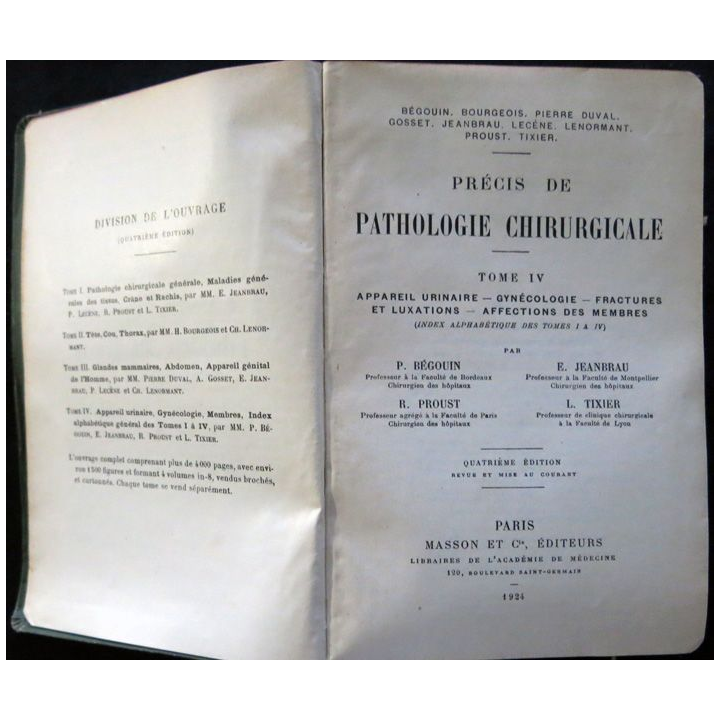 DIVISION DE L'OUVRAGE
(QUATRIÈME ÉDITION)
Tome I. Pathologie chirurgicale générale, Maladies géné-
rales des tissus, Crâne et Rachis, par MM. E. Jeanbrau,
P. Lecène, R. Proust et L. Tixier.
Tome II. Tête, Cou, Thorax, par MM. H. Bourgeois et Ch. Lenor-
mant.
Tome III. Glandes mammaires, Abdomen, Appareil génital
de l'Homme, par MM. Pierre Duval, A. Gosset, E. Jean-
brau, P. Lecène et Ch. Lenormant.
Tome IV. Appareil urinaire, Gynécologie, Membres, Index
alphabétique général des Tomes I à IV, par MM. P. Bé-
gouin, E. Jeanbrau, R. Proust et L. Tixier.
L'ouvrage complet comprenant plus de 4000 pages, avec envi-
ron 1500 figures et formant 4 volumes in-8, vendus brochés,
et cartonnés. Chaque tome se vend séparément.
BÉGOUIN, BOURGEOIS, PIERRE DUVAL,
GOSSET, JEANBRAU, LECÈNE, LENORMANT,
PROUST, TIXIER.
PRÉCIS DE
PATHOLOGIE CHIRURGICALE
TOME IV
APPAREIL URINAIRE — GYNÉCOLOGIE — FRACTURES
ET LUXATIONS — AFFECTIONS DES MEMBRES
(INDEX ALPHABÉTIQUE DES TOMES I A IV)
PAR
P. BÉGOUIN
Professeur à la Faculté de Bordeaux
Chirurgien des hôpitaux
E. JEANBRAU
Professeur à la Faculté de Montpellier
Chirurgien des hôpitaux
R. PROUST
Professeur agrégé à la Faculté de Paris
Chirurgien des hôpitaux
L. TIXIER
Professeur de clinique chirurgicale
à la Faculté de Lyon
QUATRIÈME ÉDITION
REVUE ET MISE AU COURANT
PARIS
MASSON ET Cie, ÉDITEURS
LIBRAIRES DE L'ACADÉMIE DE MÉDECINE
120, BOULEVARD SAINT-GERMAIN
1924